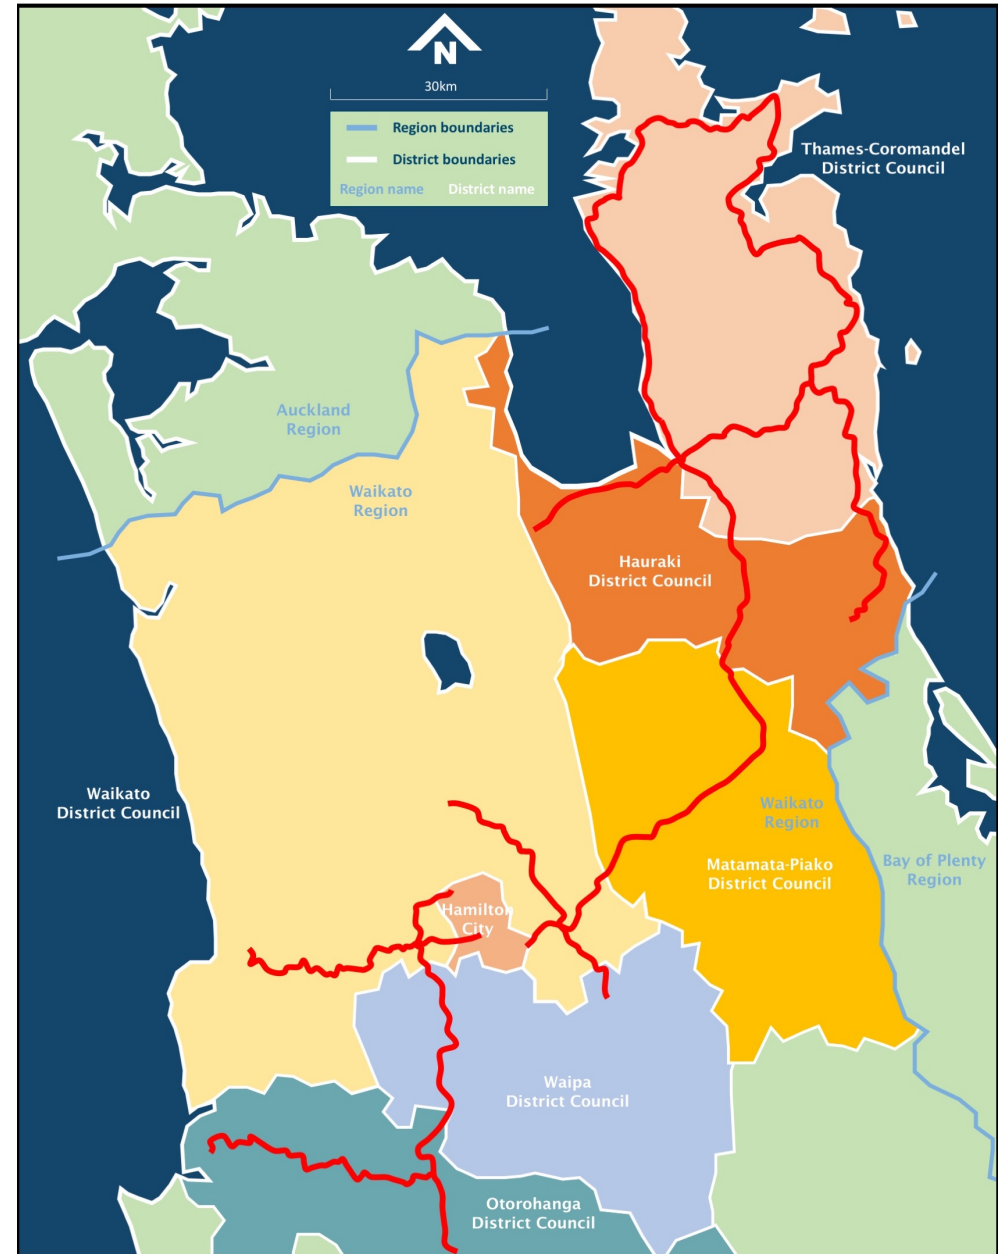 N
30km
Region boundaries
District boundaries
Region name District name
Thames-Coromandel
District Council
Auckland
Region
Waikato
Region
Hauraki
District Council
Waikato
District Council
Waikato
Region
Matamata-Piako
District Council
Bay of Plenty
Region
Hamilton
City
Waipa
District Council
Otorohanga
District Council